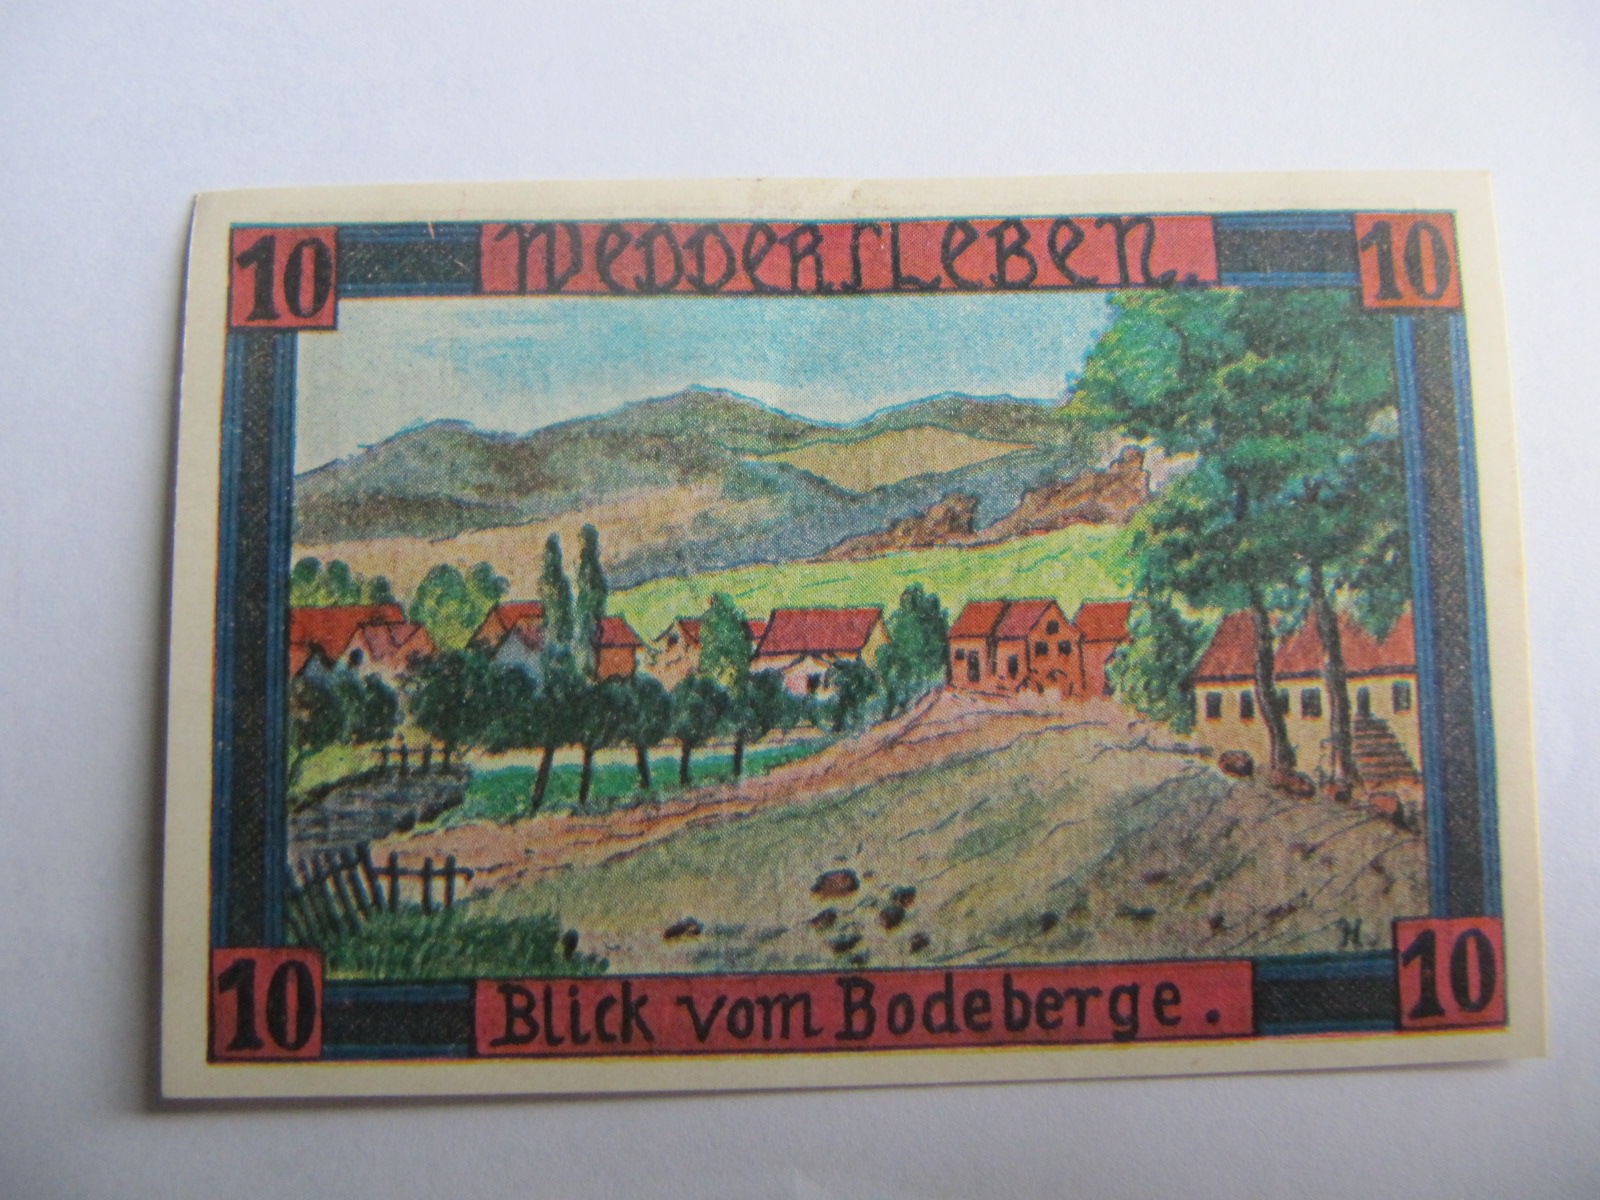 10 Weddersleben. 10
H.
10 Blick vom Bodeberge. 10